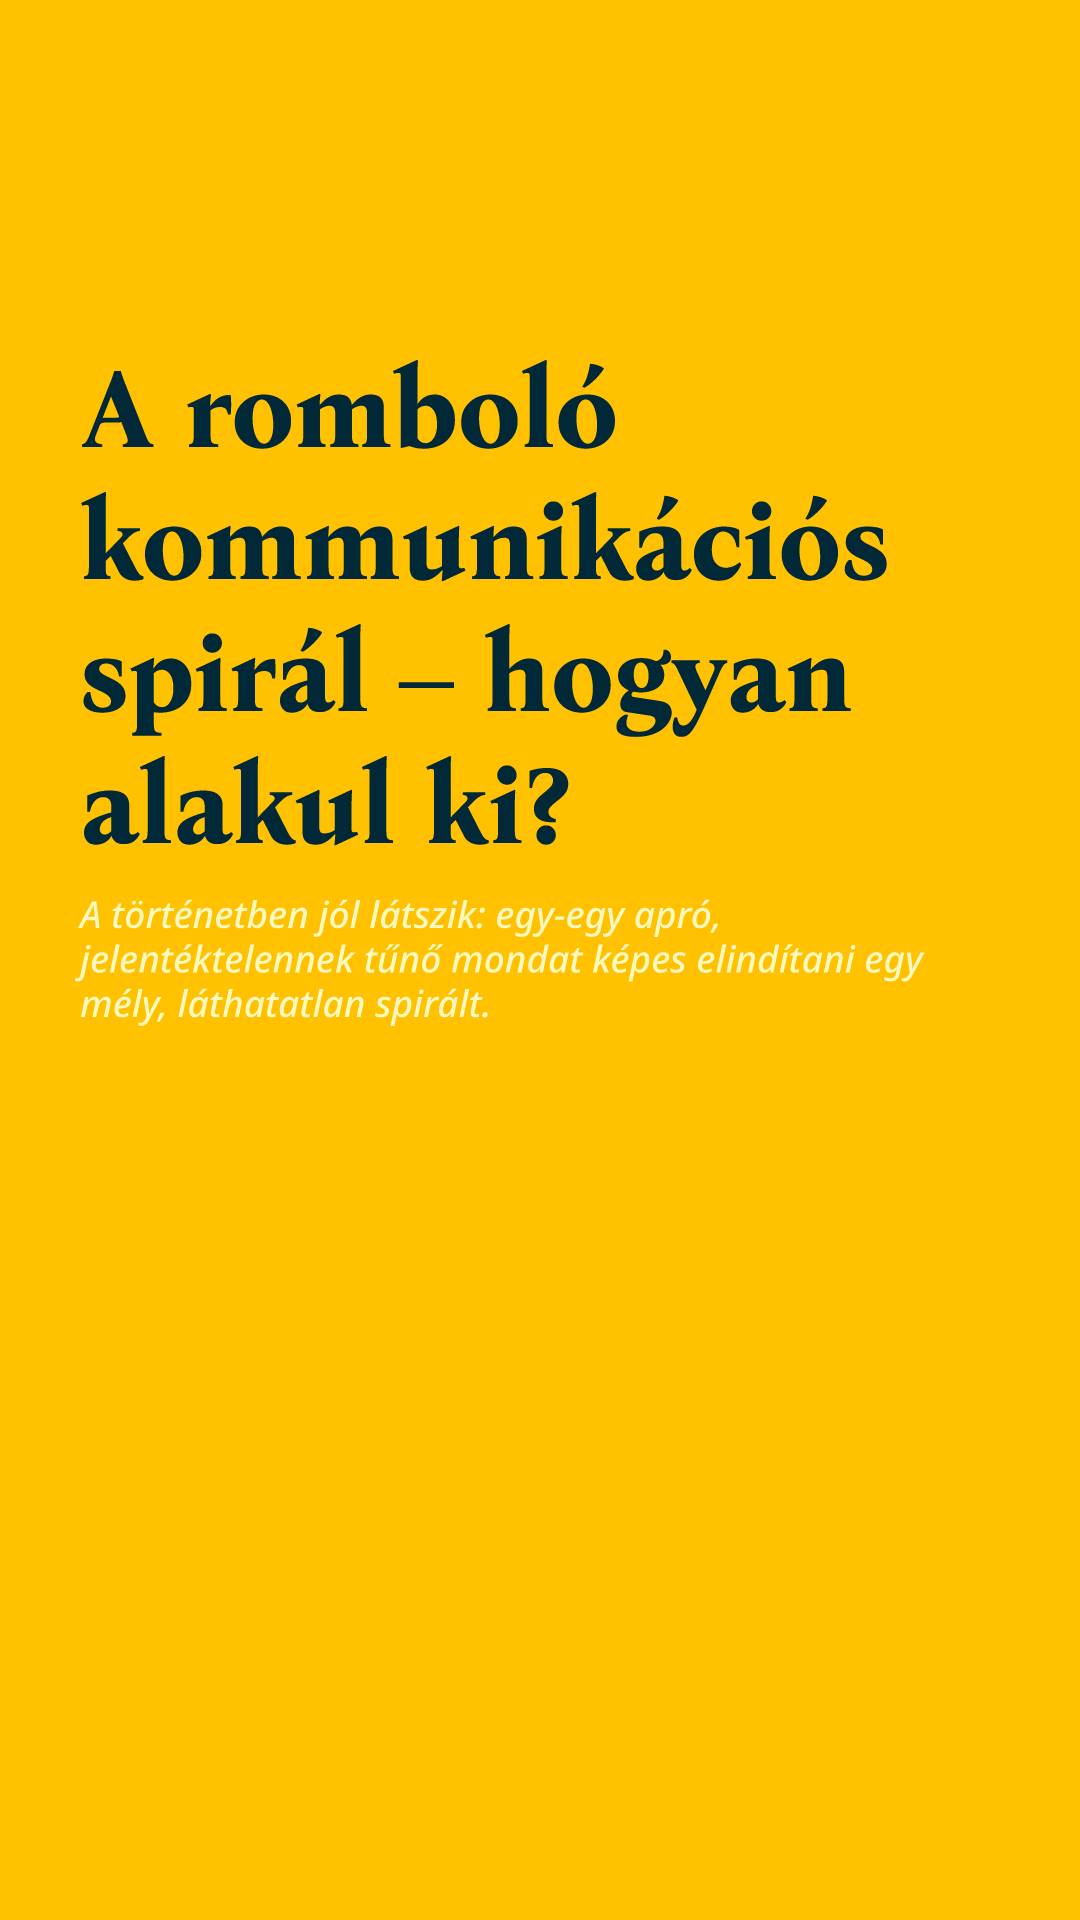 A romboló
kommunikációs
spirál – hogyan
alakul ki?
A történetben jól látszik: egy-egy apró,
jelentéktelennek tűnő mondat képes elindítani egy
mély, láthatatlan spirált.